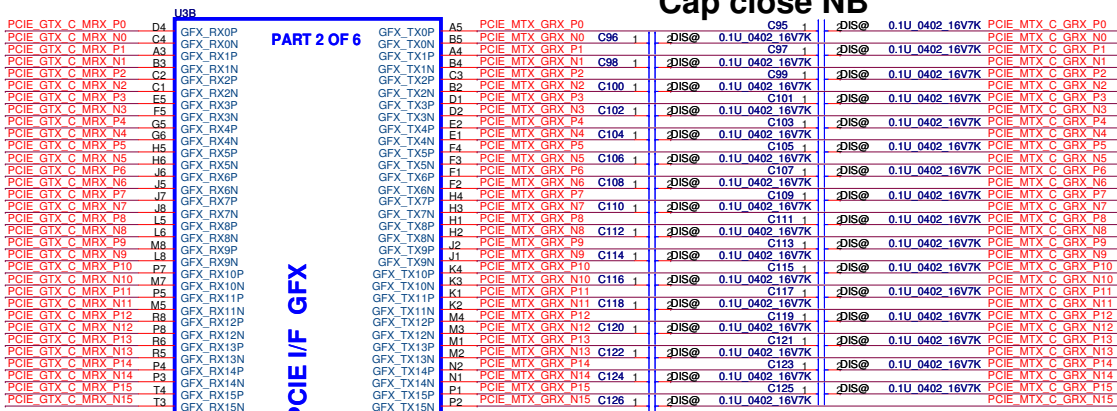 Cap close NB
U3B
PART 2 OF 6
PCIE I/F GFX
PCIE_GTX_C_MRX_P0 D4 GFX_RX0P GFX_TX0P A5 PCIE_MTX_GRX_P0 C95 1 2 DIS@ 0.1U_0402_16V7K PCIE_MTX_C_GRX_P0
PCIE_GTX_C_MRX_N0 C4 GFX_RX0N GFX_TX0N B5 PCIE_MTX_GRX_N0 C96 1 2 DIS@ 0.1U_0402_16V7K PCIE_MTX_C_GRX_N0
PCIE_GTX_C_MRX_P1 A3 GFX_RX1P GFX_TX1P A4 PCIE_MTX_GRX_P1 C97 1 2 DIS@ 0.1U_0402_16V7K PCIE_MTX_C_GRX_P1
PCIE_GTX_C_MRX_N1 B3 GFX_RX1N GFX_TX1N B4 PCIE_MTX_GRX_N1 C98 1 2 DIS@ 0.1U_0402_16V7K PCIE_MTX_C_GRX_N1
PCIE_GTX_C_MRX_P2 C2 GFX_RX2P GFX_TX2P C3 PCIE_MTX_GRX_P2 C99 1 2 DIS@ 0.1U_0402_16V7K PCIE_MTX_C_GRX_P2
PCIE_GTX_C_MRX_N2 C1 GFX_RX2N GFX_TX2N B2 PCIE_MTX_GRX_N2 C100 1 2 DIS@ 0.1U_0402_16V7K PCIE_MTX_C_GRX_N2
PCIE_GTX_C_MRX_P3 E5 GFX_RX3P GFX_TX3P D1 PCIE_MTX_GRX_P3 C101 1 2 DIS@ 0.1U_0402_16V7K PCIE_MTX_C_GRX_P3
PCIE_GTX_C_MRX_N3 F5 GFX_RX3N GFX_TX3N D2 PCIE_MTX_GRX_N3 C102 1 2 DIS@ 0.1U_0402_16V7K PCIE_MTX_C_GRX_N3
PCIE_GTX_C_MRX_P4 G5 GFX_RX4P GFX_TX4P E2 PCIE_MTX_GRX_P4 C103 1 2 DIS@ 0.1U_0402_16V7K PCIE_MTX_C_GRX_P4
PCIE_GTX_C_MRX_N4 G6 GFX_RX4N GFX_TX4N E1 PCIE_MTX_GRX_N4 C104 1 2 DIS@ 0.1U_0402_16V7K PCIE_MTX_C_GRX_N4
PCIE_GTX_C_MRX_P5 H5 GFX_RX5P GFX_TX5P F4 PCIE_MTX_GRX_P5 C105 1 2 DIS@ 0.1U_0402_16V7K PCIE_MTX_C_GRX_P5
PCIE_GTX_C_MRX_N5 H6 GFX_RX5N GFX_TX5N F3 PCIE_MTX_GRX_N5 C106 1 2 DIS@ 0.1U_0402_16V7K PCIE_MTX_C_GRX_N5
PCIE_GTX_C_MRX_P6 J6 GFX_RX6P GFX_TX6P F1 PCIE_MTX_GRX_P6 C107 1 2 DIS@ 0.1U_0402_16V7K PCIE_MTX_C_GRX_P6
PCIE_GTX_C_MRX_N6 J5 GFX_RX6N GFX_TX6N F2 PCIE_MTX_GRX_N6 C108 1 2 DIS@ 0.1U_0402_16V7K PCIE_MTX_C_GRX_N6
PCIE_GTX_C_MRX_P7 J7 GFX_RX7P GFX_TX7P H4 PCIE_MTX_GRX_P7 C109 1 2 DIS@ 0.1U_0402_16V7K PCIE_MTX_C_GRX_P7
PCIE_GTX_C_MRX_N7 J8 GFX_RX7N GFX_TX7N H3 PCIE_MTX_GRX_N7 C110 1 2 DIS@ 0.1U_0402_16V7K PCIE_MTX_C_GRX_N7
PCIE_GTX_C_MRX_P8 L5 GFX_RX8P GFX_TX8P H1 PCIE_MTX_GRX_P8 C111 1 2 DIS@ 0.1U_0402_16V7K PCIE_MTX_C_GRX_P8
PCIE_GTX_C_MRX_N8 L6 GFX_RX8N GFX_TX8N H2 PCIE_MTX_GRX_N8 C112 1 2 DIS@ 0.1U_0402_16V7K PCIE_MTX_C_GRX_N8
PCIE_GTX_C_MRX_P9 M8 GFX_RX9P GFX_TX9P J2 PCIE_MTX_GRX_P9 C113 1 2 DIS@ 0.1U_0402_16V7K PCIE_MTX_C_GRX_P9
PCIE_GTX_C_MRX_N9 L8 GFX_RX9N GFX_TX9N J1 PCIE_MTX_GRX_N9 C114 1 2 DIS@ 0.1U_0402_16V7K PCIE_MTX_C_GRX_N9
PCIE_GTX_C_MRX_P10 P7 GFX_RX10P GFX_TX10P K4 PCIE_MTX_GRX_P10 C115 1 2 DIS@ 0.1U_0402_16V7K PCIE_MTX_C_GRX_P10
PCIE_GTX_C_MRX_N10 M7 GFX_RX10N GFX_TX10N K3 PCIE_MTX_GRX_N10 C116 1 2 DIS@ 0.1U_0402_16V7K PCIE_MTX_C_GRX_N10
PCIE_GTX_C_MRX_P11 P5 GFX_RX11P GFX_TX11P K1 PCIE_MTX_GRX_P11 C117 1 2 DIS@ 0.1U_0402_16V7K PCIE_MTX_C_GRX_P11
PCIE_GTX_C_MRX_N11 M5 GFX_RX11N GFX_TX11N K2 PCIE_MTX_GRX_N11 C118 1 2 DIS@ 0.1U_0402_16V7K PCIE_MTX_C_GRX_N11
PCIE_GTX_C_MRX_P12 R8 GFX_RX12P GFX_TX12P M4 PCIE_MTX_GRX_P12 C119 1 2 DIS@ 0.1U_0402_16V7K PCIE_MTX_C_GRX_P12
PCIE_GTX_C_MRX_N12 P8 GFX_RX12N GFX_TX12N M3 PCIE_MTX_GRX_N12 C120 1 2 DIS@ 0.1U_0402_16V7K PCIE_MTX_C_GRX_N12
PCIE_GTX_C_MRX_P13 R6 GFX_RX13P GFX_TX13P M1 PCIE_MTX_GRX_P13 C121 1 2 DIS@ 0.1U_0402_16V7K PCIE_MTX_C_GRX_P13
PCIE_GTX_C_MRX_N13 R5 GFX_RX13N GFX_TX13N M2 PCIE_MTX_GRX_N13 C122 1 2 DIS@ 0.1U_0402_16V7K PCIE_MTX_C_GRX_N13
PCIE_GTX_C_MRX_P14 P4 GFX_RX14P GFX_TX14P N2 PCIE_MTX_GRX_P14 C123 1 2 DIS@ 0.1U_0402_16V7K PCIE_MTX_C_GRX_P14
PCIE_GTX_C_MRX_N14 P3 GFX_RX14N GFX_TX14N N1 PCIE_MTX_GRX_N14 C124 1 2 DIS@ 0.1U_0402_16V7K PCIE_MTX_C_GRX_N14
PCIE_GTX_C_MRX_P15 T4 GFX_RX15P GFX_TX15P P1 PCIE_MTX_GRX_P15 C125 1 2 DIS@ 0.1U_0402_16V7K PCIE_MTX_C_GRX_P15
PCIE_GTX_C_MRX_N15 T3 GFX_RX15N GFX_TX15N P2 PCIE_MTX_GRX_N15 C126 1 2 DIS@ 0.1U_0402_16V7K PCIE_MTX_C_GRX_N15